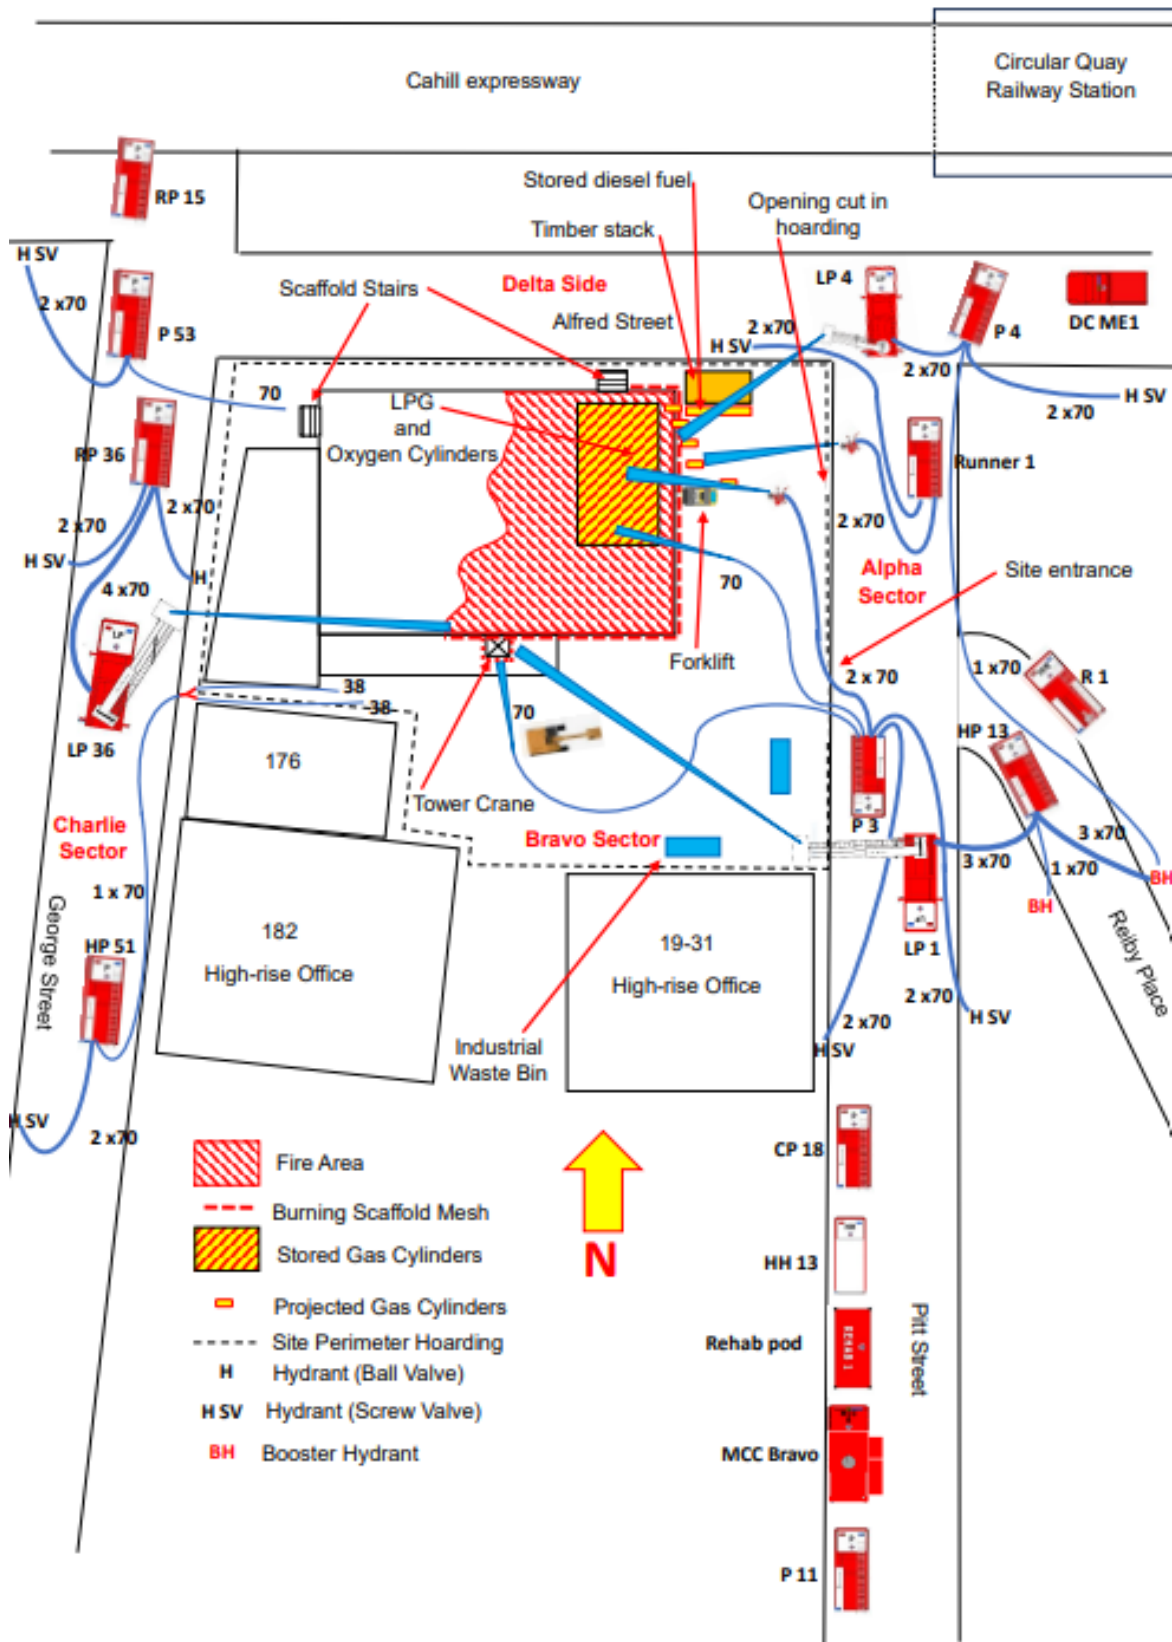 Cahill expressway
Circular Quay
Railway Station
RP 15
Stored diesel fuel
Opening cut in
hoarding
Timber stack
H SV
LP 4
Delta Side
Scaffold Stairs
2 x70
P 53
Alfred Street
2 x70
P 4
DC ME1
H SV
2 x70
H SV
2 x70
70
LPG
and
Oxygen Cylinders
RP 36
Runner 1
2 x70
2 x70
2 x70
H SV
H
70
Alpha
Sector
Site entrance
4 x70
Forklift
1 x70
R 1
38
38
2 x 70
LP 36
70
HP 13
176
Tower Crane
P 3
Charlie
Sector
Bravo Sector
3 x70
3 x70
1 x70
BH
BH
1 x 70
George Street
182
High-rise Office
19-31
High-rise Office
LP 1
Reiby Place
HP 51
2 x70
H SV
2 x70
H SV
Industrial
Waste Bin
H SV
2 x70
CP 18
Fire Area
Burning Scaffold Mesh
Stored Gas Cylinders
N
HH 13
Projected Gas Cylinders
Site Perimeter Hoarding
H Hydrant (Ball Valve)
H SV Hydrant (Screw Valve)
BH Booster Hydrant
Rehab pod
REHAB 1
Pitt Street
MCC Bravo
P 11